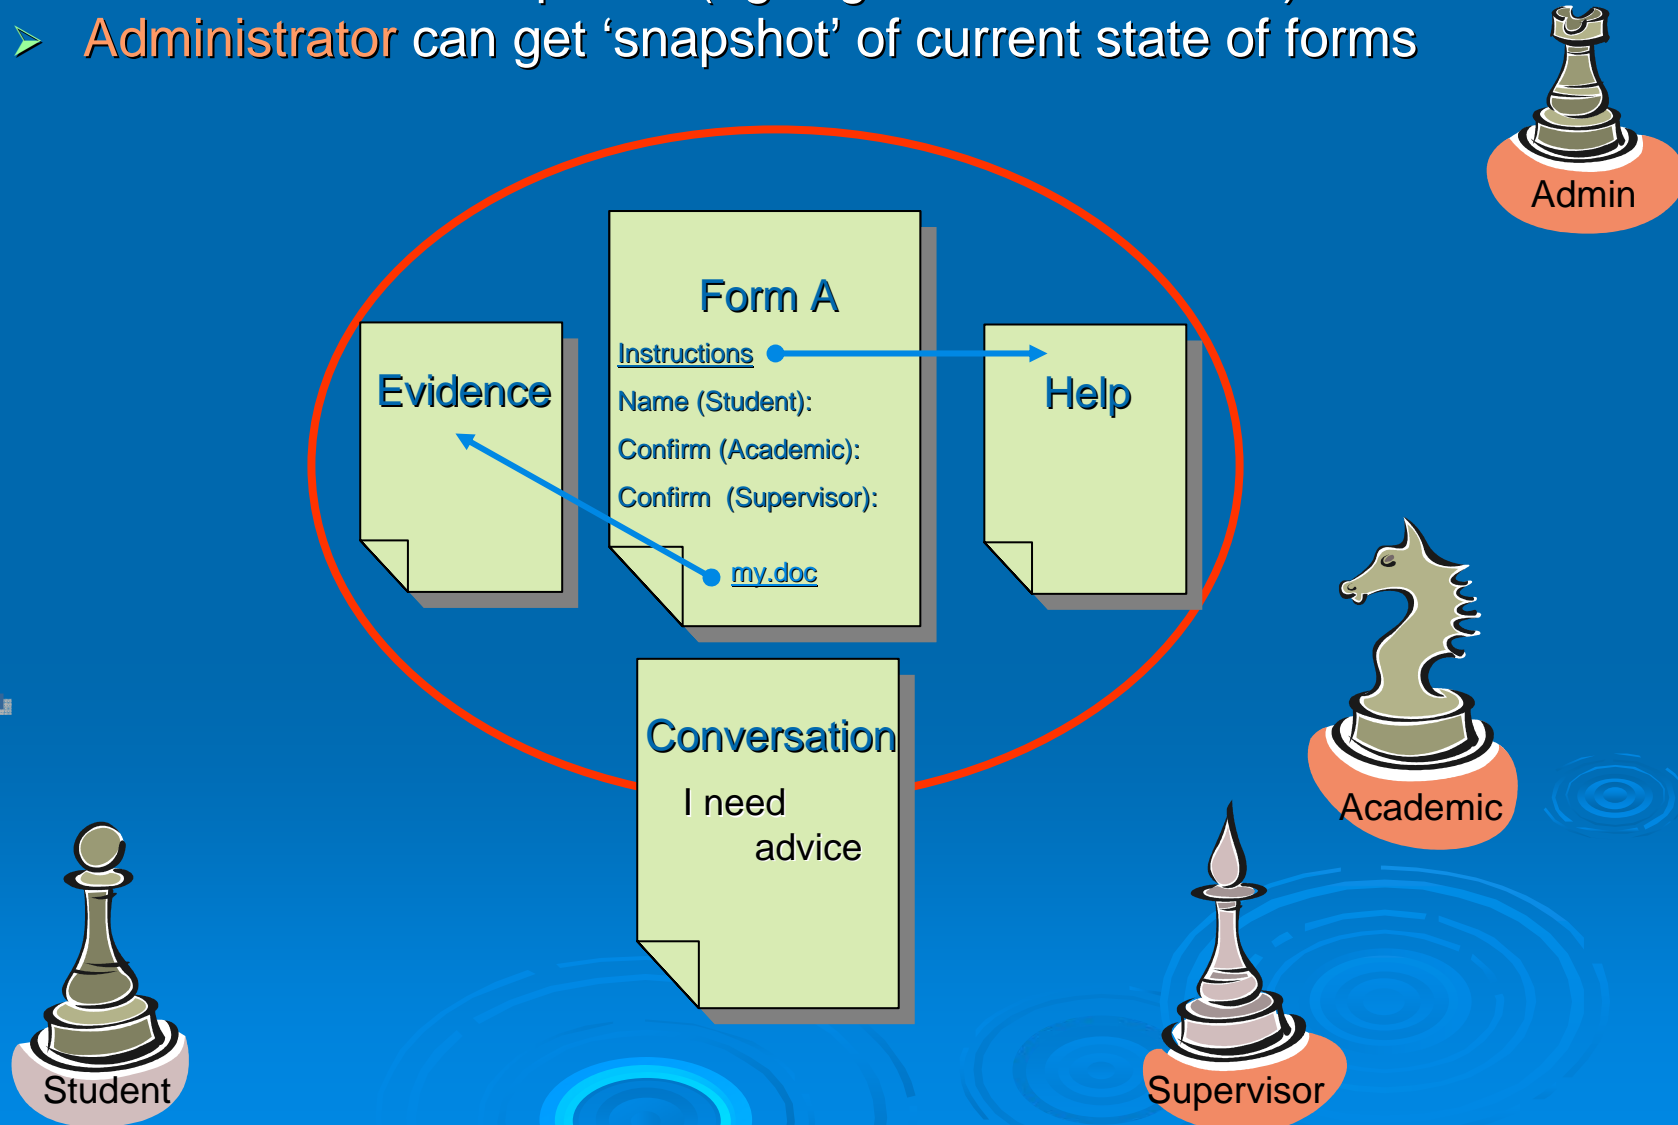 Administrator can get ‘snapshot’ of current state of forms
Admin
Form A
Instructions
Name (Student):
Confirm (Academic):
Confirm  (Supervisor):
my.doc
Evidence
Help
Conversation
I need
advice
Academic
Student
Supervisor